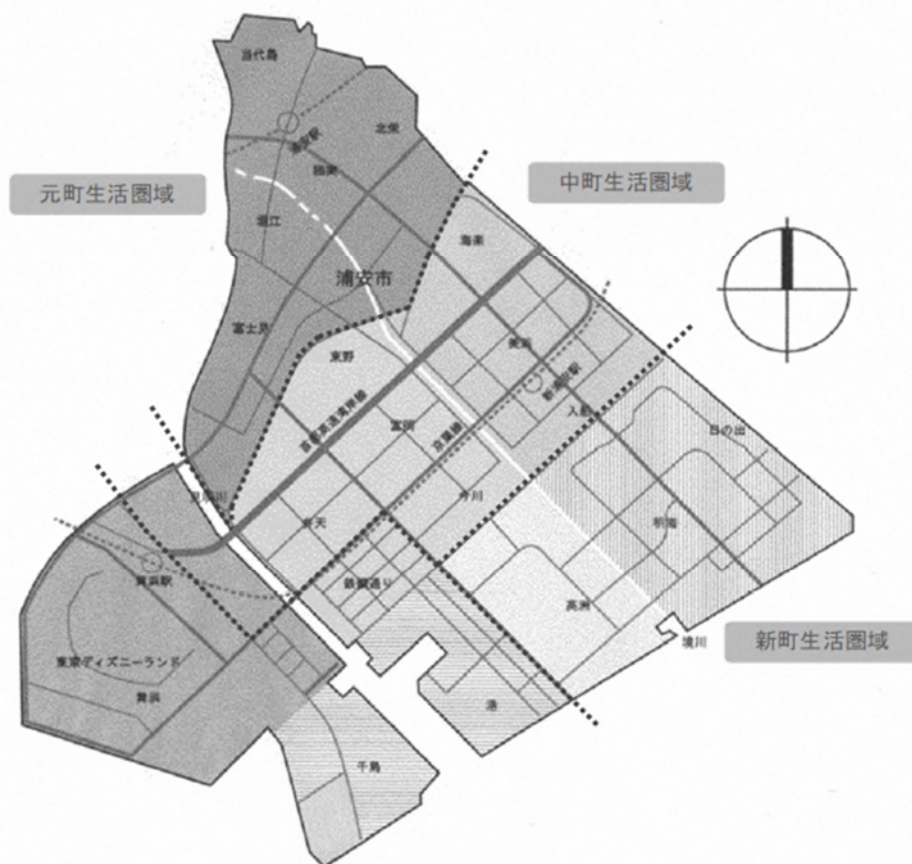 当代島
北栄
浦安駅
猫実
元町生活圏域
中町生活圏域
堀江
海楽
浦安市
富士見
東野
美浜
新浦安駅
首都高速湾岸線
入船
富岡
京葉線
日の出
見明川
今川
弁天
明海
舞浜駅
鉄鋼通り
高洲
境川
新町生活圏域
東京ディズニーランド
舞浜
港
千鳥